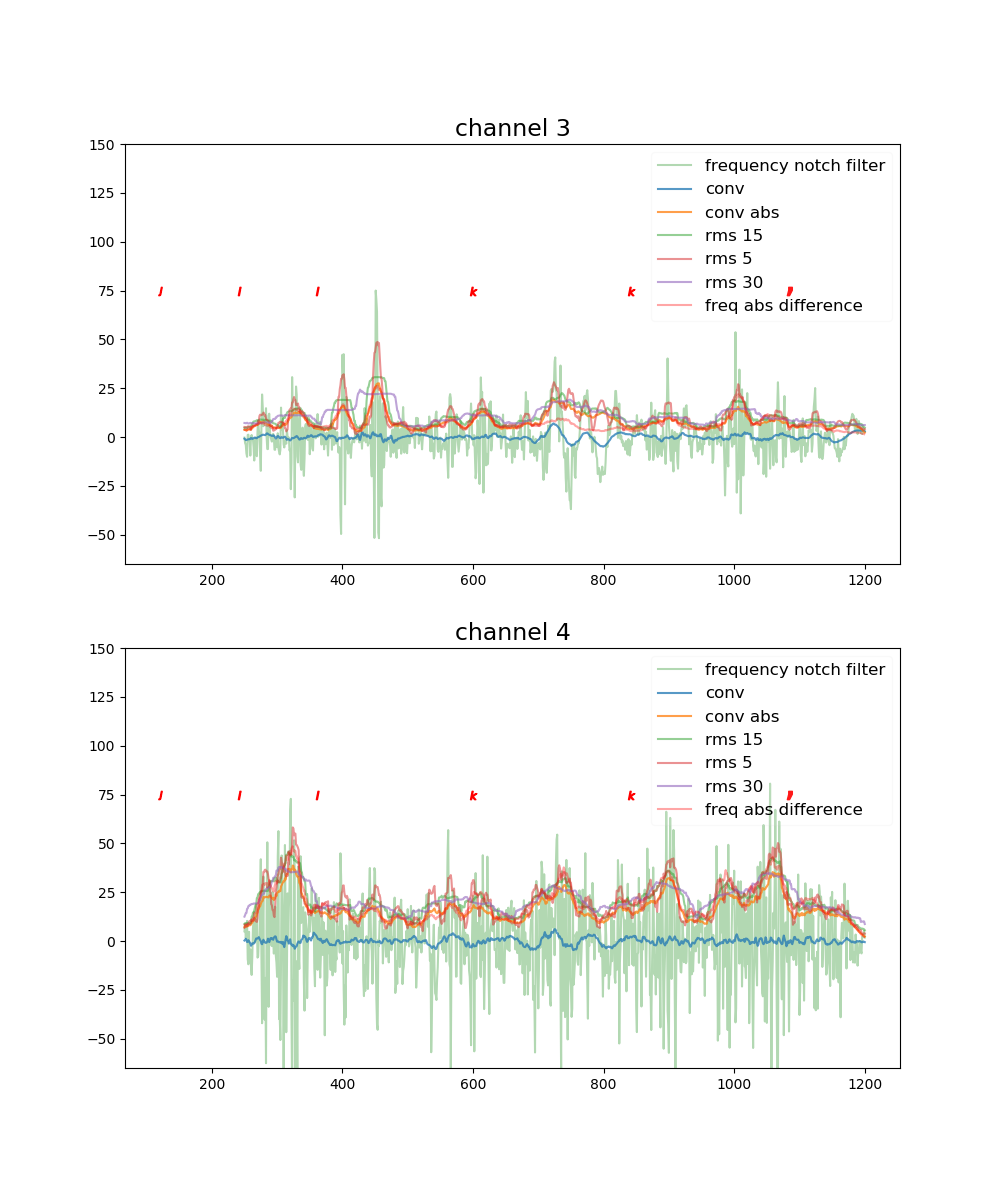 channel 3
150
125
100
75
50
25
0
−25
−50
frequency notch filter
conv
conv abs
rms 15
rms 5
rms 30
freq abs difference
l l k k
200 400 600 800 1000 1200
channel 4
150
125
100
75
50
25
0
−25
−50
frequency notch filter
conv
conv abs
rms 15
rms 5
rms 30
freq abs difference
l l k k
200 400 600 800 1000 1200